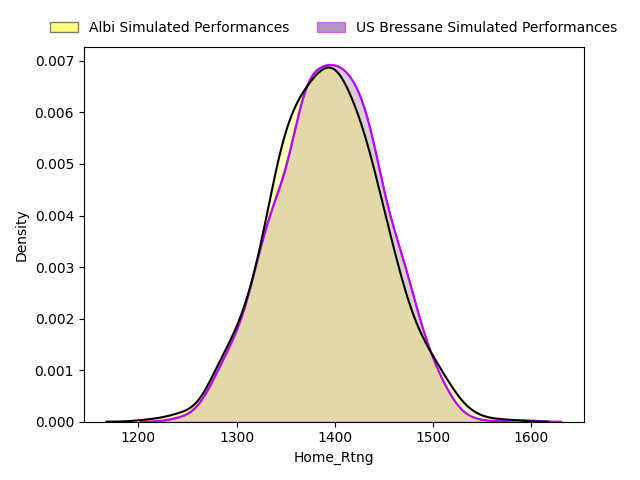 Albi Simulated Performances US Bressane Simulated Performances
0.007
0.006
0.005
0.004
0.003
0.002
0.001
0.000
Density
1200 1300 1400 1500 1600
Home_Rtng